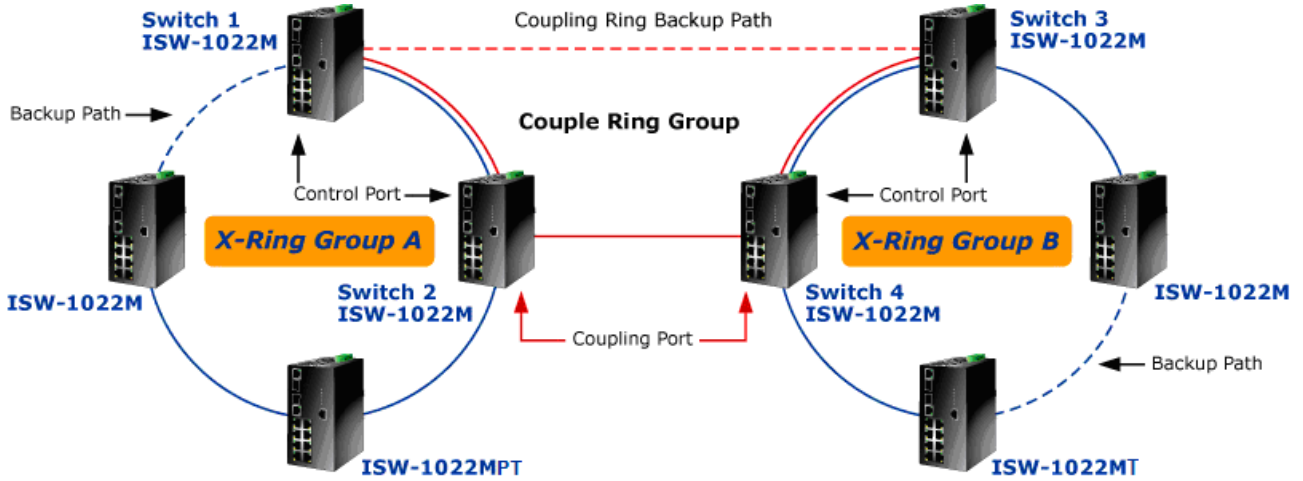 Switch 1
ISW-1022M
Coupling Ring Backup Path
Switch 3
ISW-1022M
Backup Path
Couple Ring Group
Control Port
Control Port
X-Ring Group A
X-Ring Group B
ISW-1022M
Switch 2
ISW-1022M
Switch 4
ISW-1022M
ISW-1022M
Coupling Port
Backup Path
ISW-1022MPT
ISW-1022MT